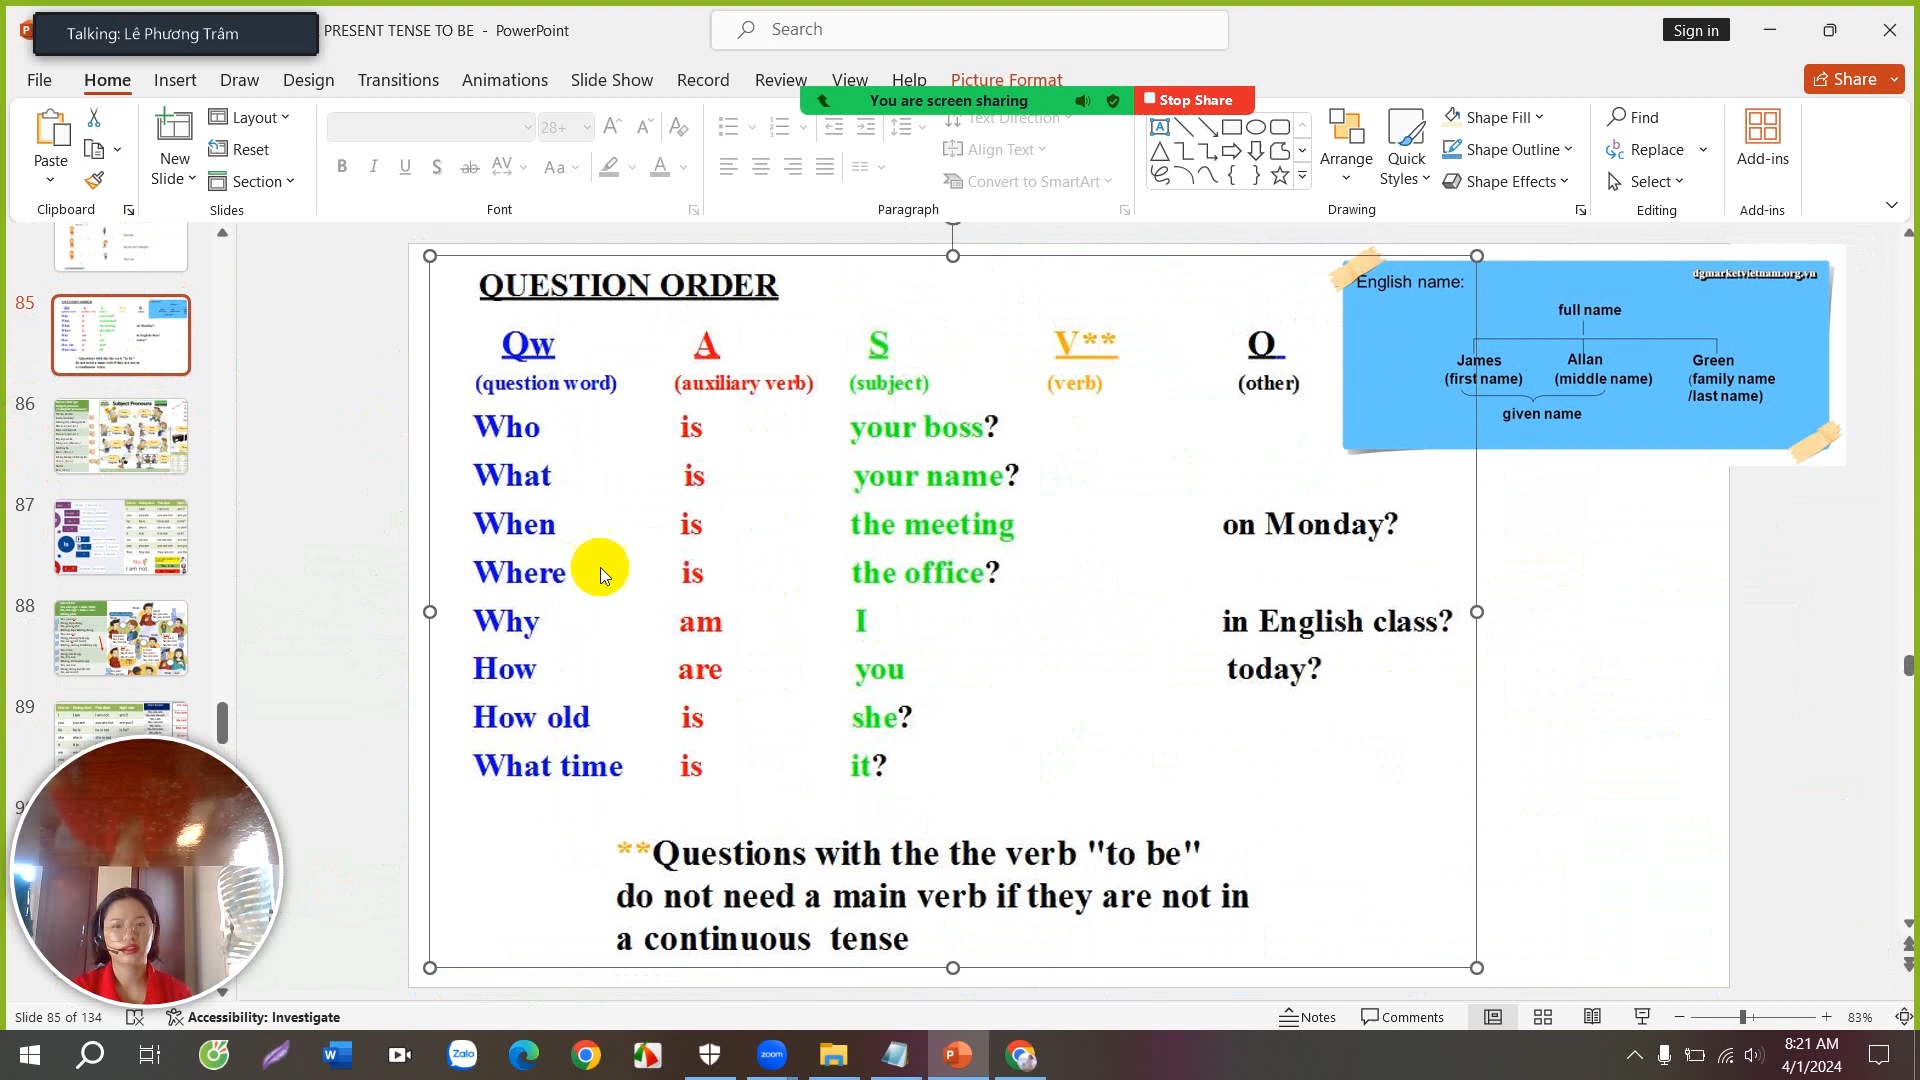 Talking: Lê Phương Trâm
PRESENT TENSE TO BE - PowerPoint
Search
Sign in
File Home Insert Draw Design Transitions Animations Slide Show Record Review View Help Picture Format
Share
You are screen sharing
Stop Share
Paste
New
Slide
Layout
Reset
Section
28+
Text Direction
Align Text
Convert to SmartArt
Arrange
Quick
Styles
Shape Fill
Shape Outline
Shape Effects
Find
Replace
Select
Add-ins
Clipboard Slides Font Paragraph Drawing Editing Add-ins
85
86
87
88
89
QUESTION ORDER
Qw A S V** O
(question word) (auxiliary verb) (subject) (verb) (other)
Who is your boss?
What is your name?
When is the meeting on Monday?
Where is the office?
Why am I in English class?
How are you today?
How old is she?
What time is it?
**Questions with the the verb "to be"
do not need a main verb if they are not in
a continuous tense
English name:
dgmarketvietnam.org.vn
full name
James Allan Green
(first name) (middle name) (family name
/last name)
given name
Slide 85 of 134
Accessibility: Investigate
Notes
Comments
83%
Zalo
zoom
8:21 AM
4/1/2024